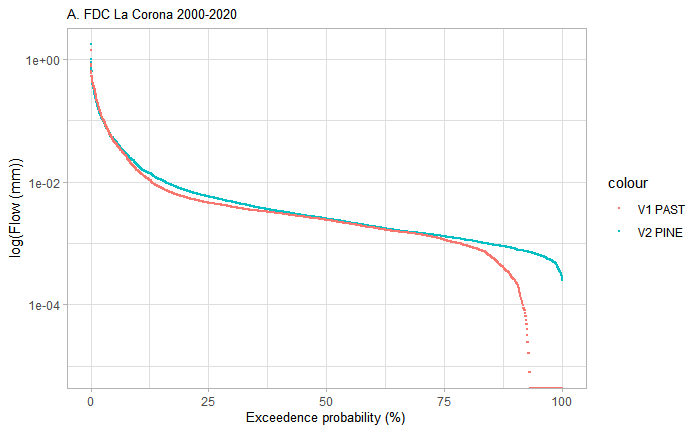 A. FDC La Corona 2000-2020
log(Flow (mm))
1e+00
1e-02
1e-04
0
25
50
75
100
Exceedence probability (%)
colour
V1 PAST
V2 PINE